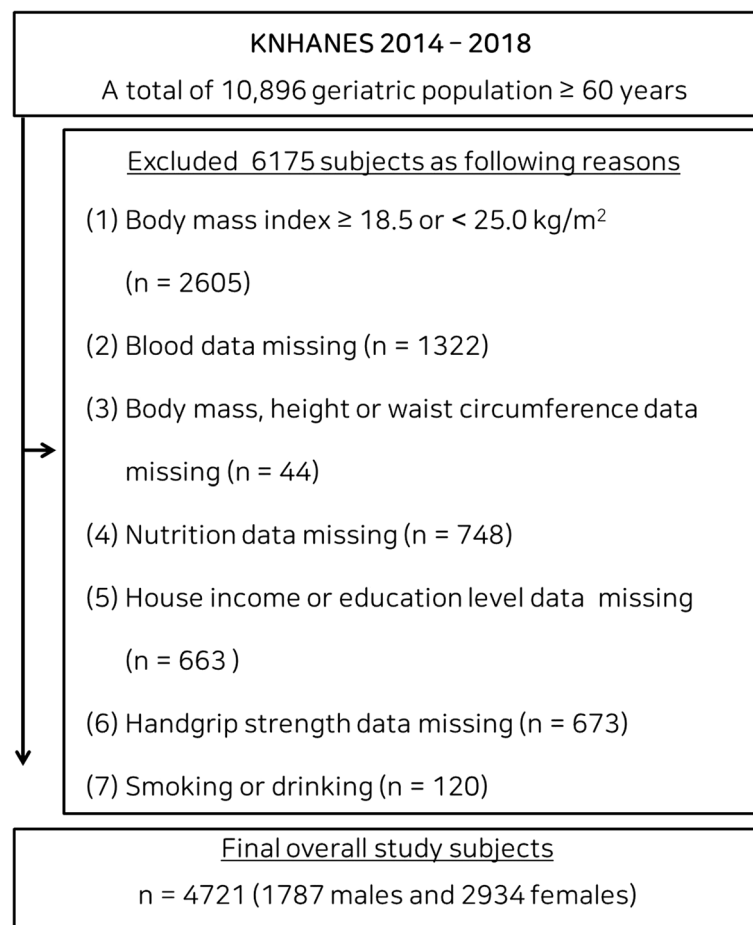 KNHANES 2014 – 2018
A total of 10,896 geriatric population ≥ 60 years
Excluded 6175 subjects as following reasons
(1) Body mass index ≥ 18.5 or < 25.0 kg/m²
(n = 2605)
(2) Blood data missing (n = 1322)
(3) Body mass, height or waist circumference data
missing (n = 44)
(4) Nutrition data missing (n = 748)
(5) House income or education level data missing
(n = 663 )
(6) Handgrip strength data missing (n = 673)
(7) Smoking or drinking (n = 120)
Final overall study subjects
n = 4721 (1787 males and 2934 females)